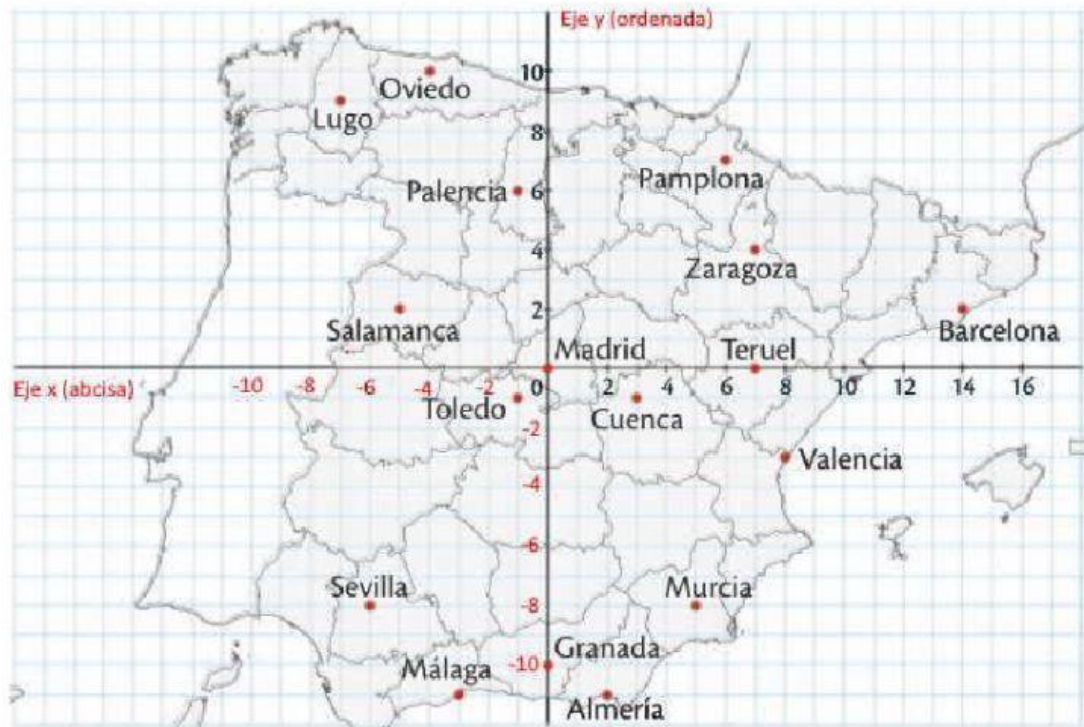 Eje y (ordenada)
10
Oviedo
Lugo
8
Pamplona
Palencia
6
4
Zaragoza
2
Salamanca
Barcelona
Madrid
Teruel
Eje x (abcisa)
-10 -8 -6 -4 -2 0 2 4 6 8 10 12 14 16
Toledo
Cuenca
-2
Valencia
-4
-6
Sevilla
Murcia
-8
Granada
-10
Málaga
Almería